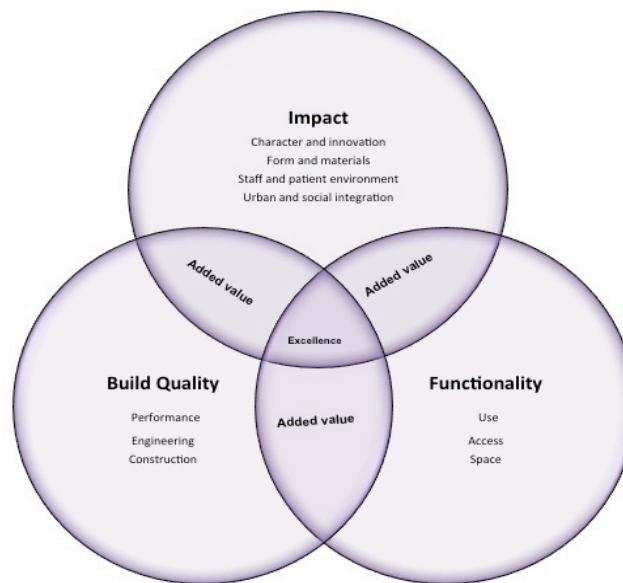 Impact
Character and innovation
Form and materials
Staff and patient environment
Urban and social integration
Added value
Added value
Excellence
Build Quality
Performance
Engineering
Construction
Added value
Functionality
Use
Access
Space